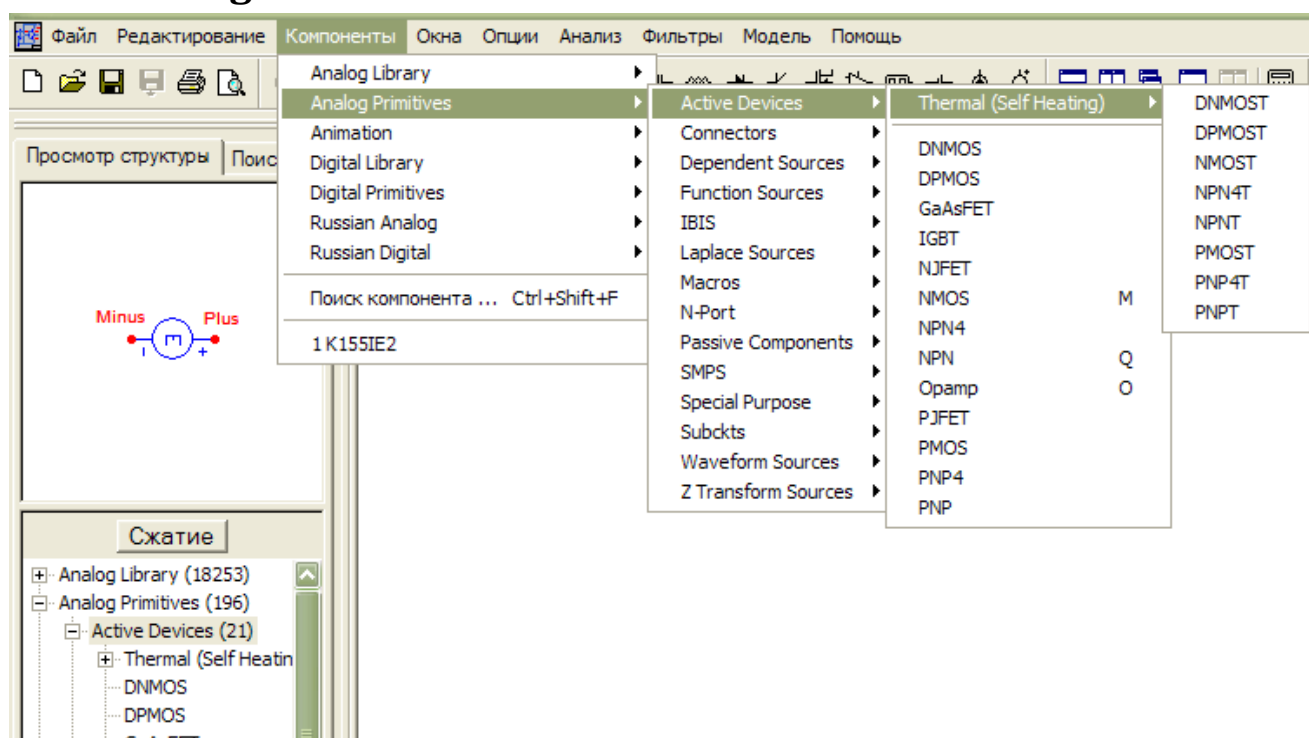 Файл Редактирование Компоненты Окна Опции Анализ Фильтры Модель Помощь
Просмотр структуры Поис
Minus Plus
Сжатие
Analog Library (18253)
Analog Primitives (196)
Active Devices (21)
Thermal (Self Heatin
DNMOS
DPMOS
Analog Library
Analog Primitives
Animation
Digital Library
Digital Primitives
Russian Analog
Russian Digital
Поиск компонента ... Ctrl+Shift+F
1 K155IE2
Active Devices
Connectors
Dependent Sources
Function Sources
IBIS
Laplace Sources
Macros
N-Port
Passive Components
SMPS
Special Purpose
Subckts
Waveform Sources
Z Transform Sources
Thermal (Self Heating)
DNMOS
DPMOS
GaAsFET
IGBT
NJFET
NMOS M
NPN4
NPN Q
Opamp O
PJFET
PMOS
PNP4
PNP
DNMOST
DPMOST
NMOST
NPN4T
NPNT
PMOST
PNP4T
PNPT